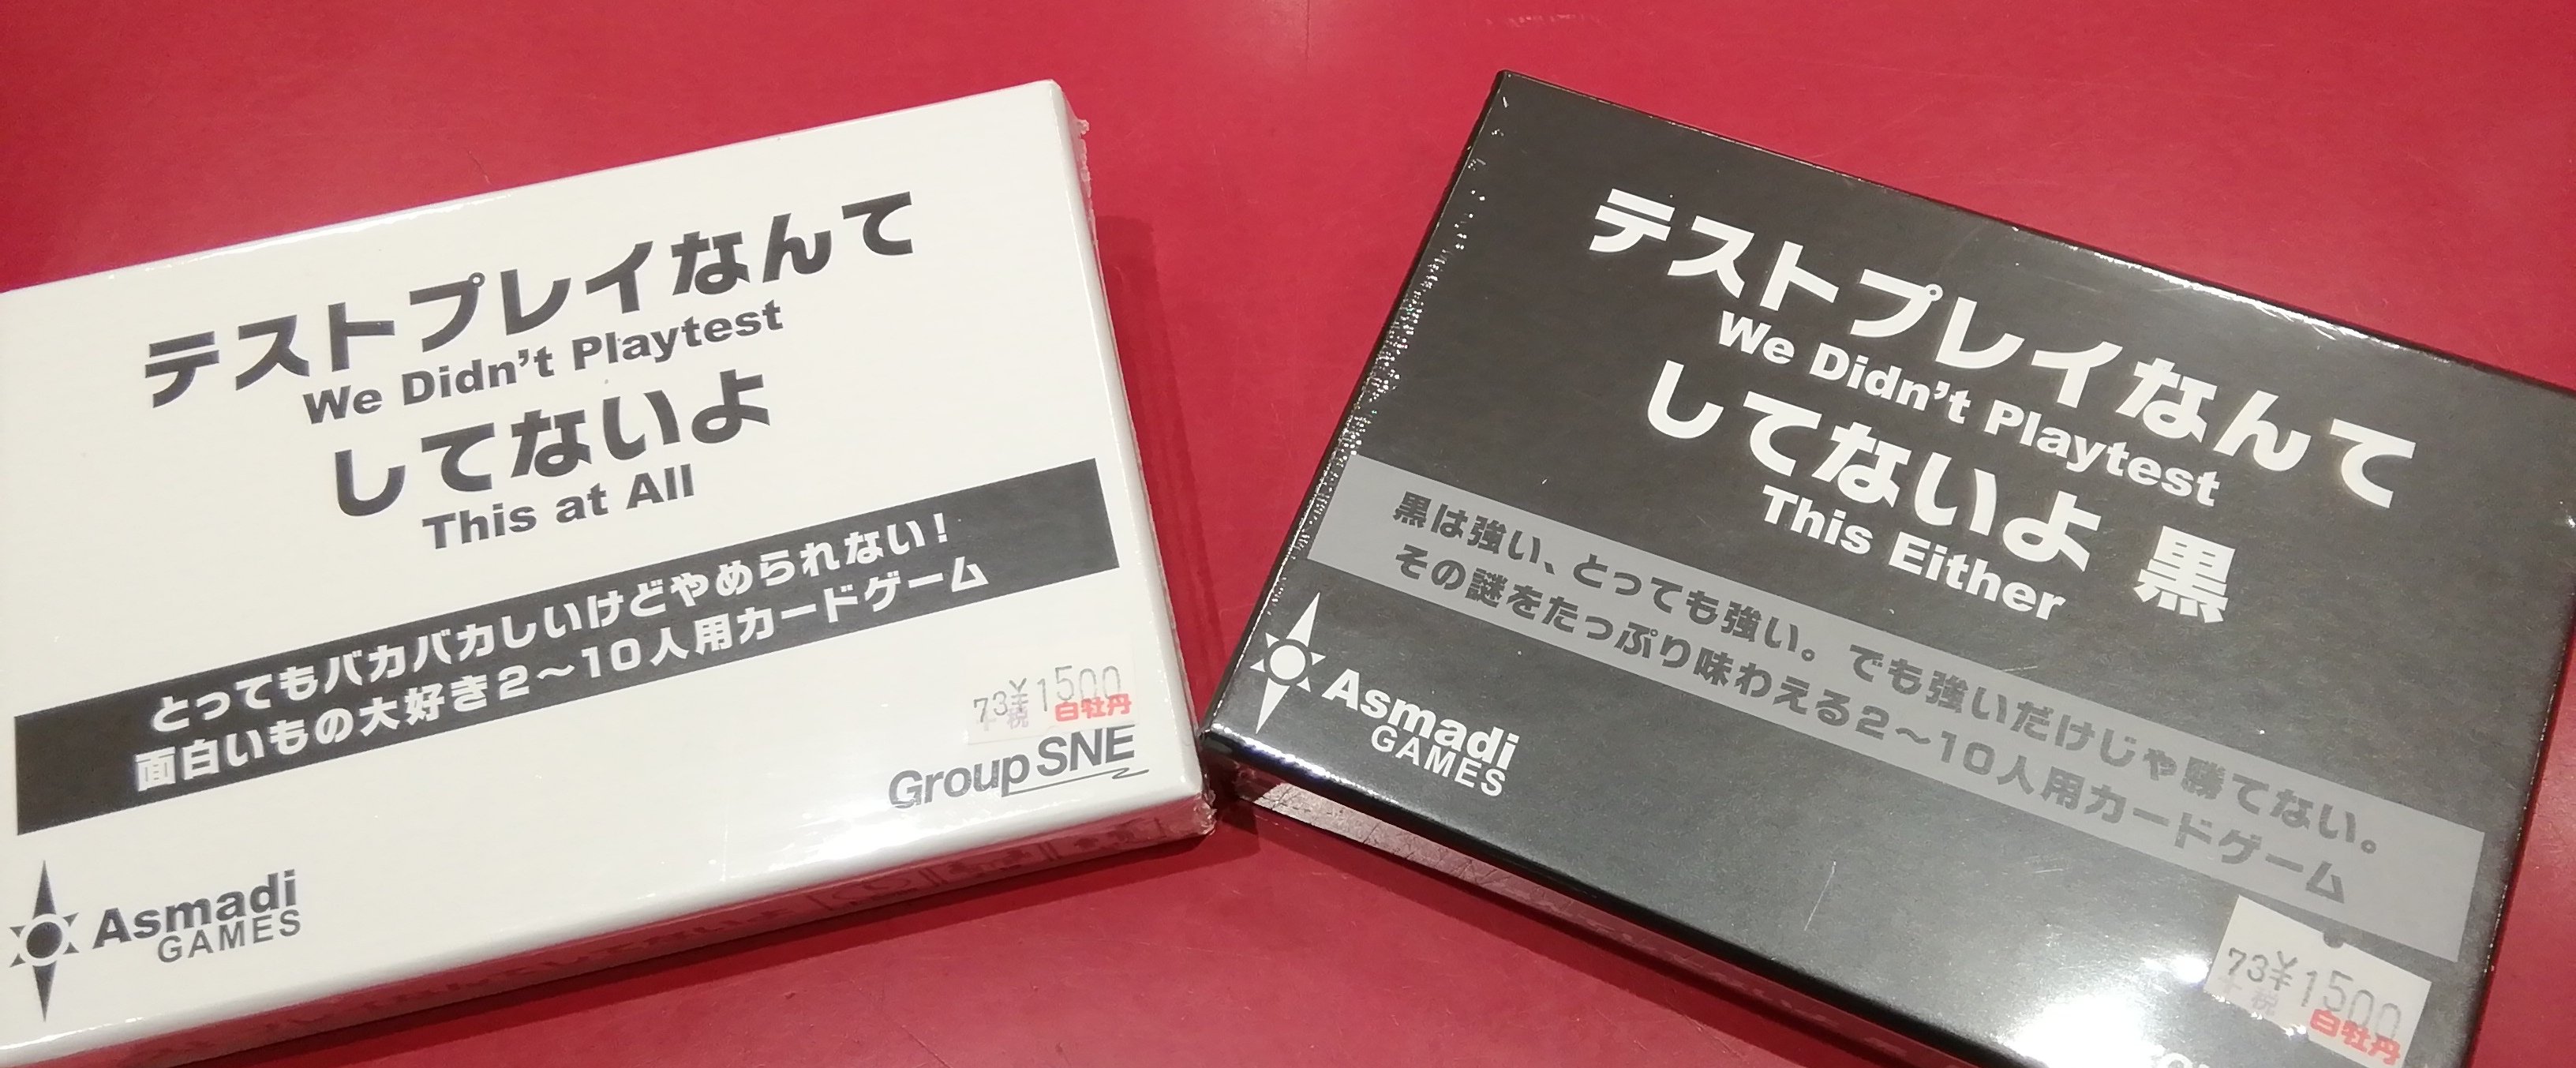 テストプレイなんて
We Didn't Playtest
してないよ
This at All
とってもバカバカしいけどやめられない!
面白いもの大好き2〜10人用カードゲーム
73¥1500
+税 白牡丹
Group SNE
Asmadi
GAMES
テストプレイなんて
We Didn't Playtest
してないよ 黒
This Either
黒は強い、とっても強い。でも強いだけじゃ勝てない。
その謎をたっぷり味わえる2〜10人用カードゲーム
Asmadi
GAMES
73¥1500
+税 白牡丹